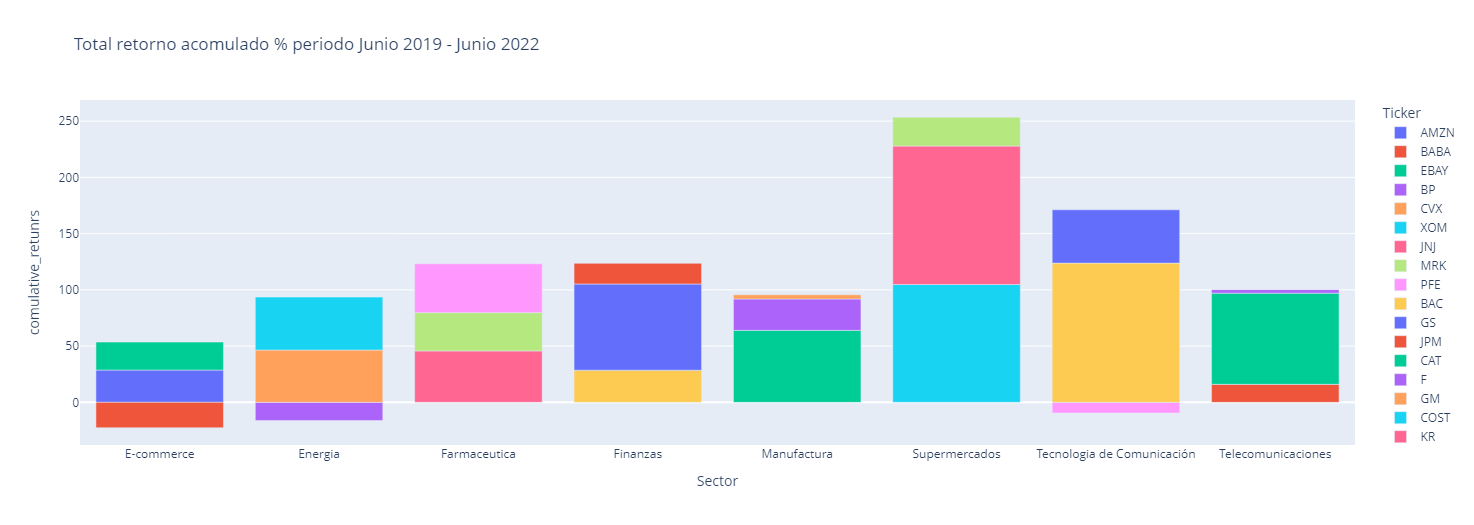 Total retorno acomulado % periodo Junio 2019 - Junio 2022
comulative_retunrs
250
200
150
100
50
0
E-commerce
Energia
Farmaceutica
Finanzas
Manufactura
Supermercados
Tecnologia de Comunicación
Telecomunicaciones
Sector
Ticker
AMZN
BABA
EBAY
BP
CVX
XOM
JNJ
MRK
PFE
BAC
GS
JPM
CAT
F
GM
COST
KR